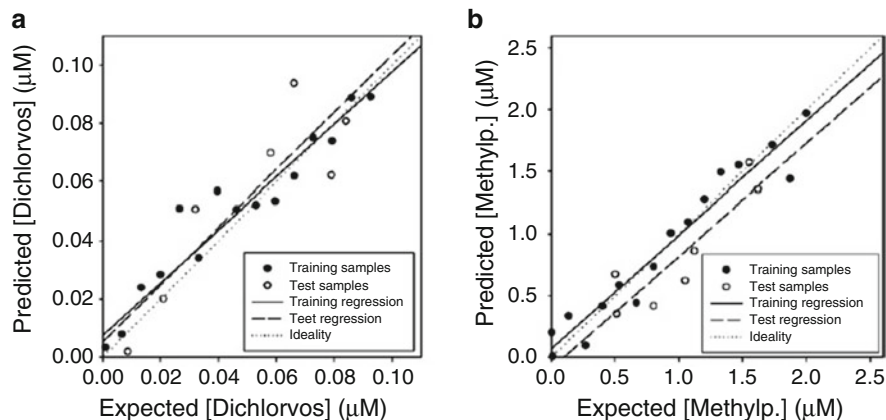 a
Predicted [Dichlorvos] (μM)
0.10
0.08
0.06
0.04
0.02
0.00
Training samples
Test samples
Training regression
Teet regression
Ideality
0.00 0.02 0.04 0.06 0.08 0.10
Expected [Dichlorvos] (μM)
b
Predicted [Methylp.] (μM)
2.5
2.0
1.5
1.0
0.5
0.0
Training samples
Test samples
Training regression
Test regression
Ideality
0.0 0.5 1.0 1.5 2.0 2.5
Expected [Methylp.] (μM)